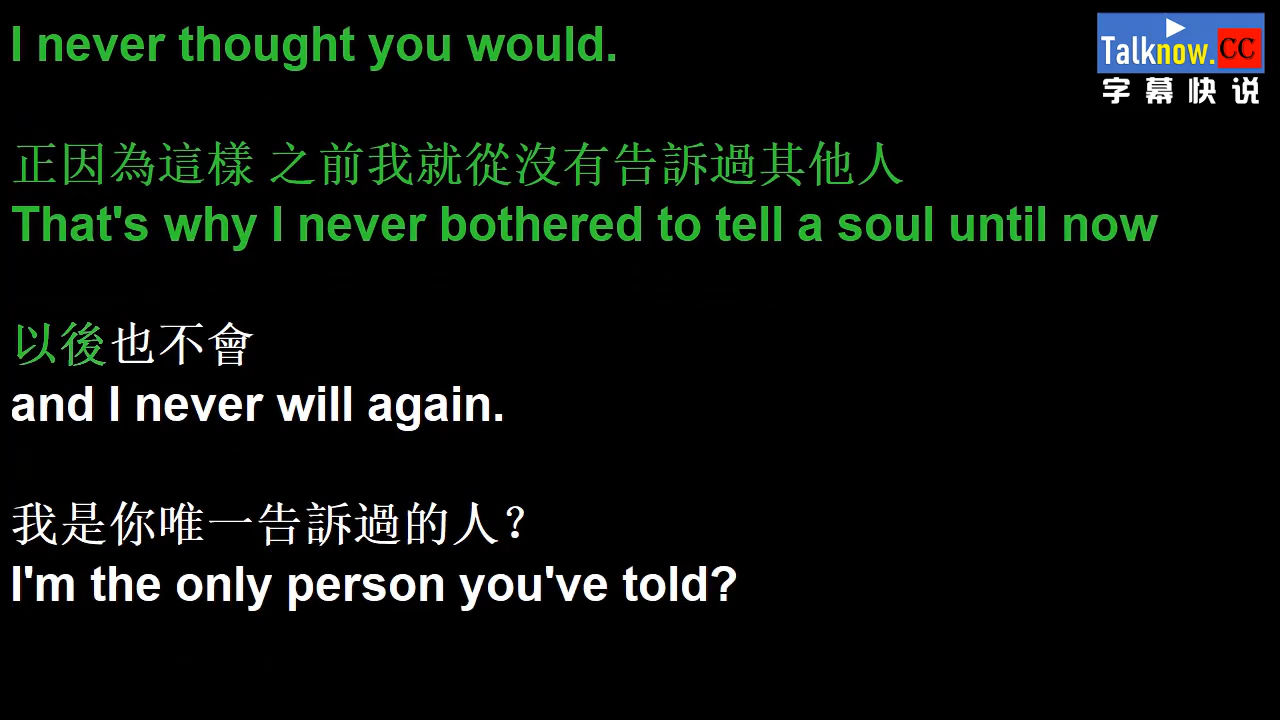 I never thought you would.
Talknow.CC
字幕快说
正因為這樣 之前我就從沒有告訴過其他人
That's why I never bothered to tell a soul until now
以後也不會
and I never will again.
我是你唯一告訴過的人?
I'm the only person you've told?